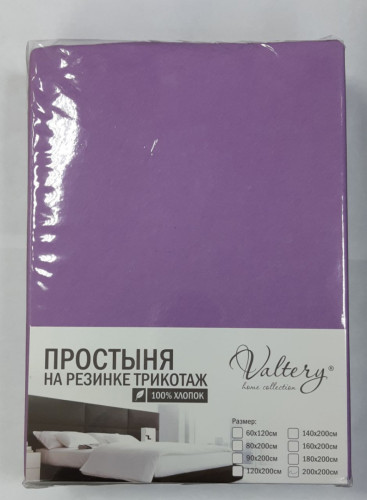 ПРОСТЫНЯ
НА РЕЗИНКЕ ТРИКОТАЖ
100% ХЛОПОК
Valtery®
home collection
Размер:
60х120см
80х200см
90х200см
120х200см
140х200см
160х200см
180х200см
200х200см